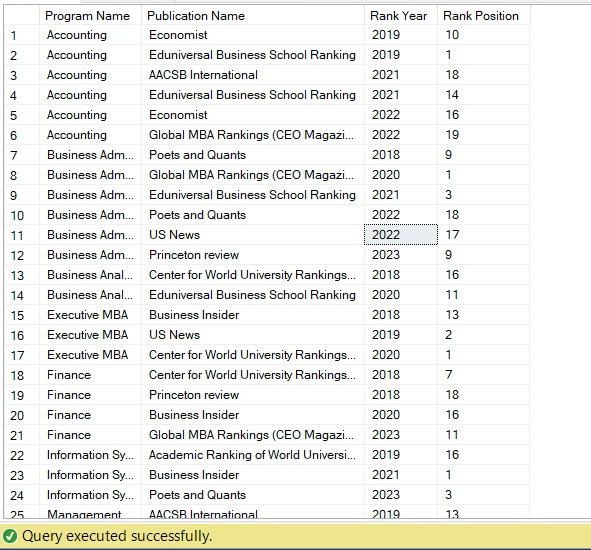 Program Name Publication Name Rank Year Rank Position
1 Accounting Economist 2019 10
2 Accounting Eduniversal Business School Ranking 2019 1
3 Accounting AACSB International 2021 18
4 Accounting Eduniversal Business School Ranking 2021 14
5 Accounting Economist 2022 16
6 Accounting Global MBA Rankings (CEO Magazi... 2022 19
7 Business Adm... Poets and Quants 2018 9
8 Business Adm... Global MBA Rankings (CEO Magazi... 2020 1
9 Business Adm... Eduniversal Business School Ranking 2021 3
10 Business Adm... Poets and Quants 2022 18
11 Business Adm... US News 2022 17
12 Business Adm... Princeton review 2023 9
13 Business Anal... Center for World University Rankings... 2018 16
14 Business Anal... Eduniversal Business School Ranking 2020 11
15 Executive MBA Business Insider 2018 13
16 Executive MBA US News 2019 2
17 Executive MBA Center for World University Rankings... 2020 1
18 Finance Center for World University Rankings... 2018 7
19 Finance Princeton review 2018 18
20 Finance Business Insider 2020 16
21 Finance Global MBA Rankings (CEO Magazi... 2023 11
22 Information Sy... Academic Ranking of World Universi... 2019 16
23 Information Sy... Business Insider 2021 1
24 Information Sy... Poets and Quants 2023 3
25 Management AACSB International 2019 13
Query executed successfully.